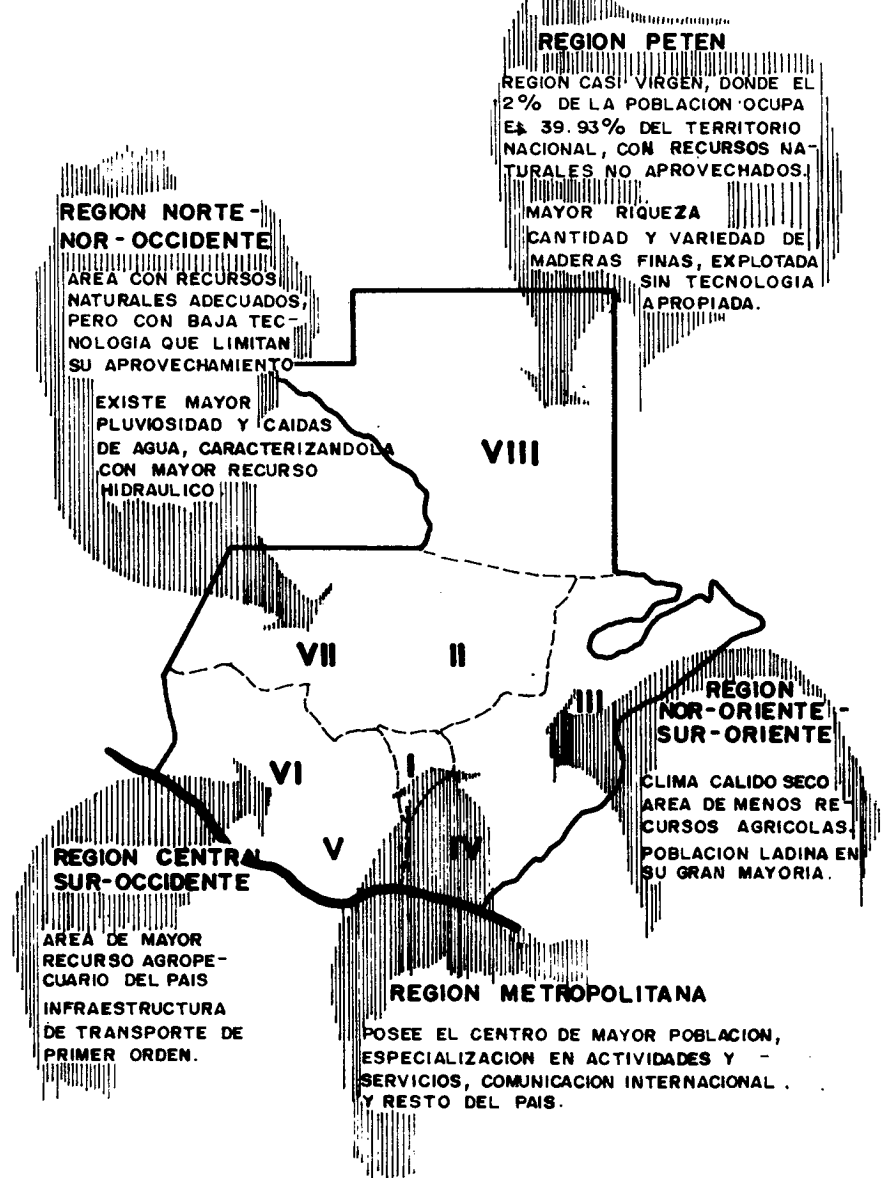 REGION PETEN
REGION CASI VIRGEN, DONDE EL
2% DE LA POBLACION OCUPA
EL 39.93% DEL TERRITORIO
NACIONAL, CON RECURSOS NA-
TURALES NO APROVECHADOS.
MAYOR RIQUEZA
CANTIDAD Y VARIEDAD DE
MADERAS FINAS, EXPLOTADA
SIN TECNOLOGIA
APROPIADA.
REGION NORTE-
NOR-OCCIDENTE
AREA CON RECURSOS
NATURALES ADECUADOS,
PERO CON BAJA TEC-
NOLOGIA QUE LIMITAN
SU APROVECHAMIENTO
EXISTE MAYOR
PLUVIOSIDAD Y CAIDAS
DE AGUA, CARACTERIZANDOLA
CON MAYOR RECURSO
HIDRAULICO
VIII
VII
II
III
VI
I
V
IV
REGION
NOR-ORIENTE-
SUR-ORIENTE
CLIMA CALIDO SECO
AREA DE MENOS RE-
CURSOS AGRICOLAS.
POBLACION LADINA EN
SU GRAN MAYORIA.
REGION CENTRAL
SUR-OCCIDENTE
AREA DE MAYOR
RECURSO AGROPE-
CUARIO DEL PAIS
INFRAESTRUCTURA
DE TRANSPORTE DE
PRIMER ORDEN.
REGION METROPOLITANA
POSEE EL CENTRO DE MAYOR POBLACION,
ESPECIALIZACION EN ACTIVIDADES Y -
SERVICIOS, COMUNICACION INTERNACIONAL.
Y RESTO DEL PAIS.